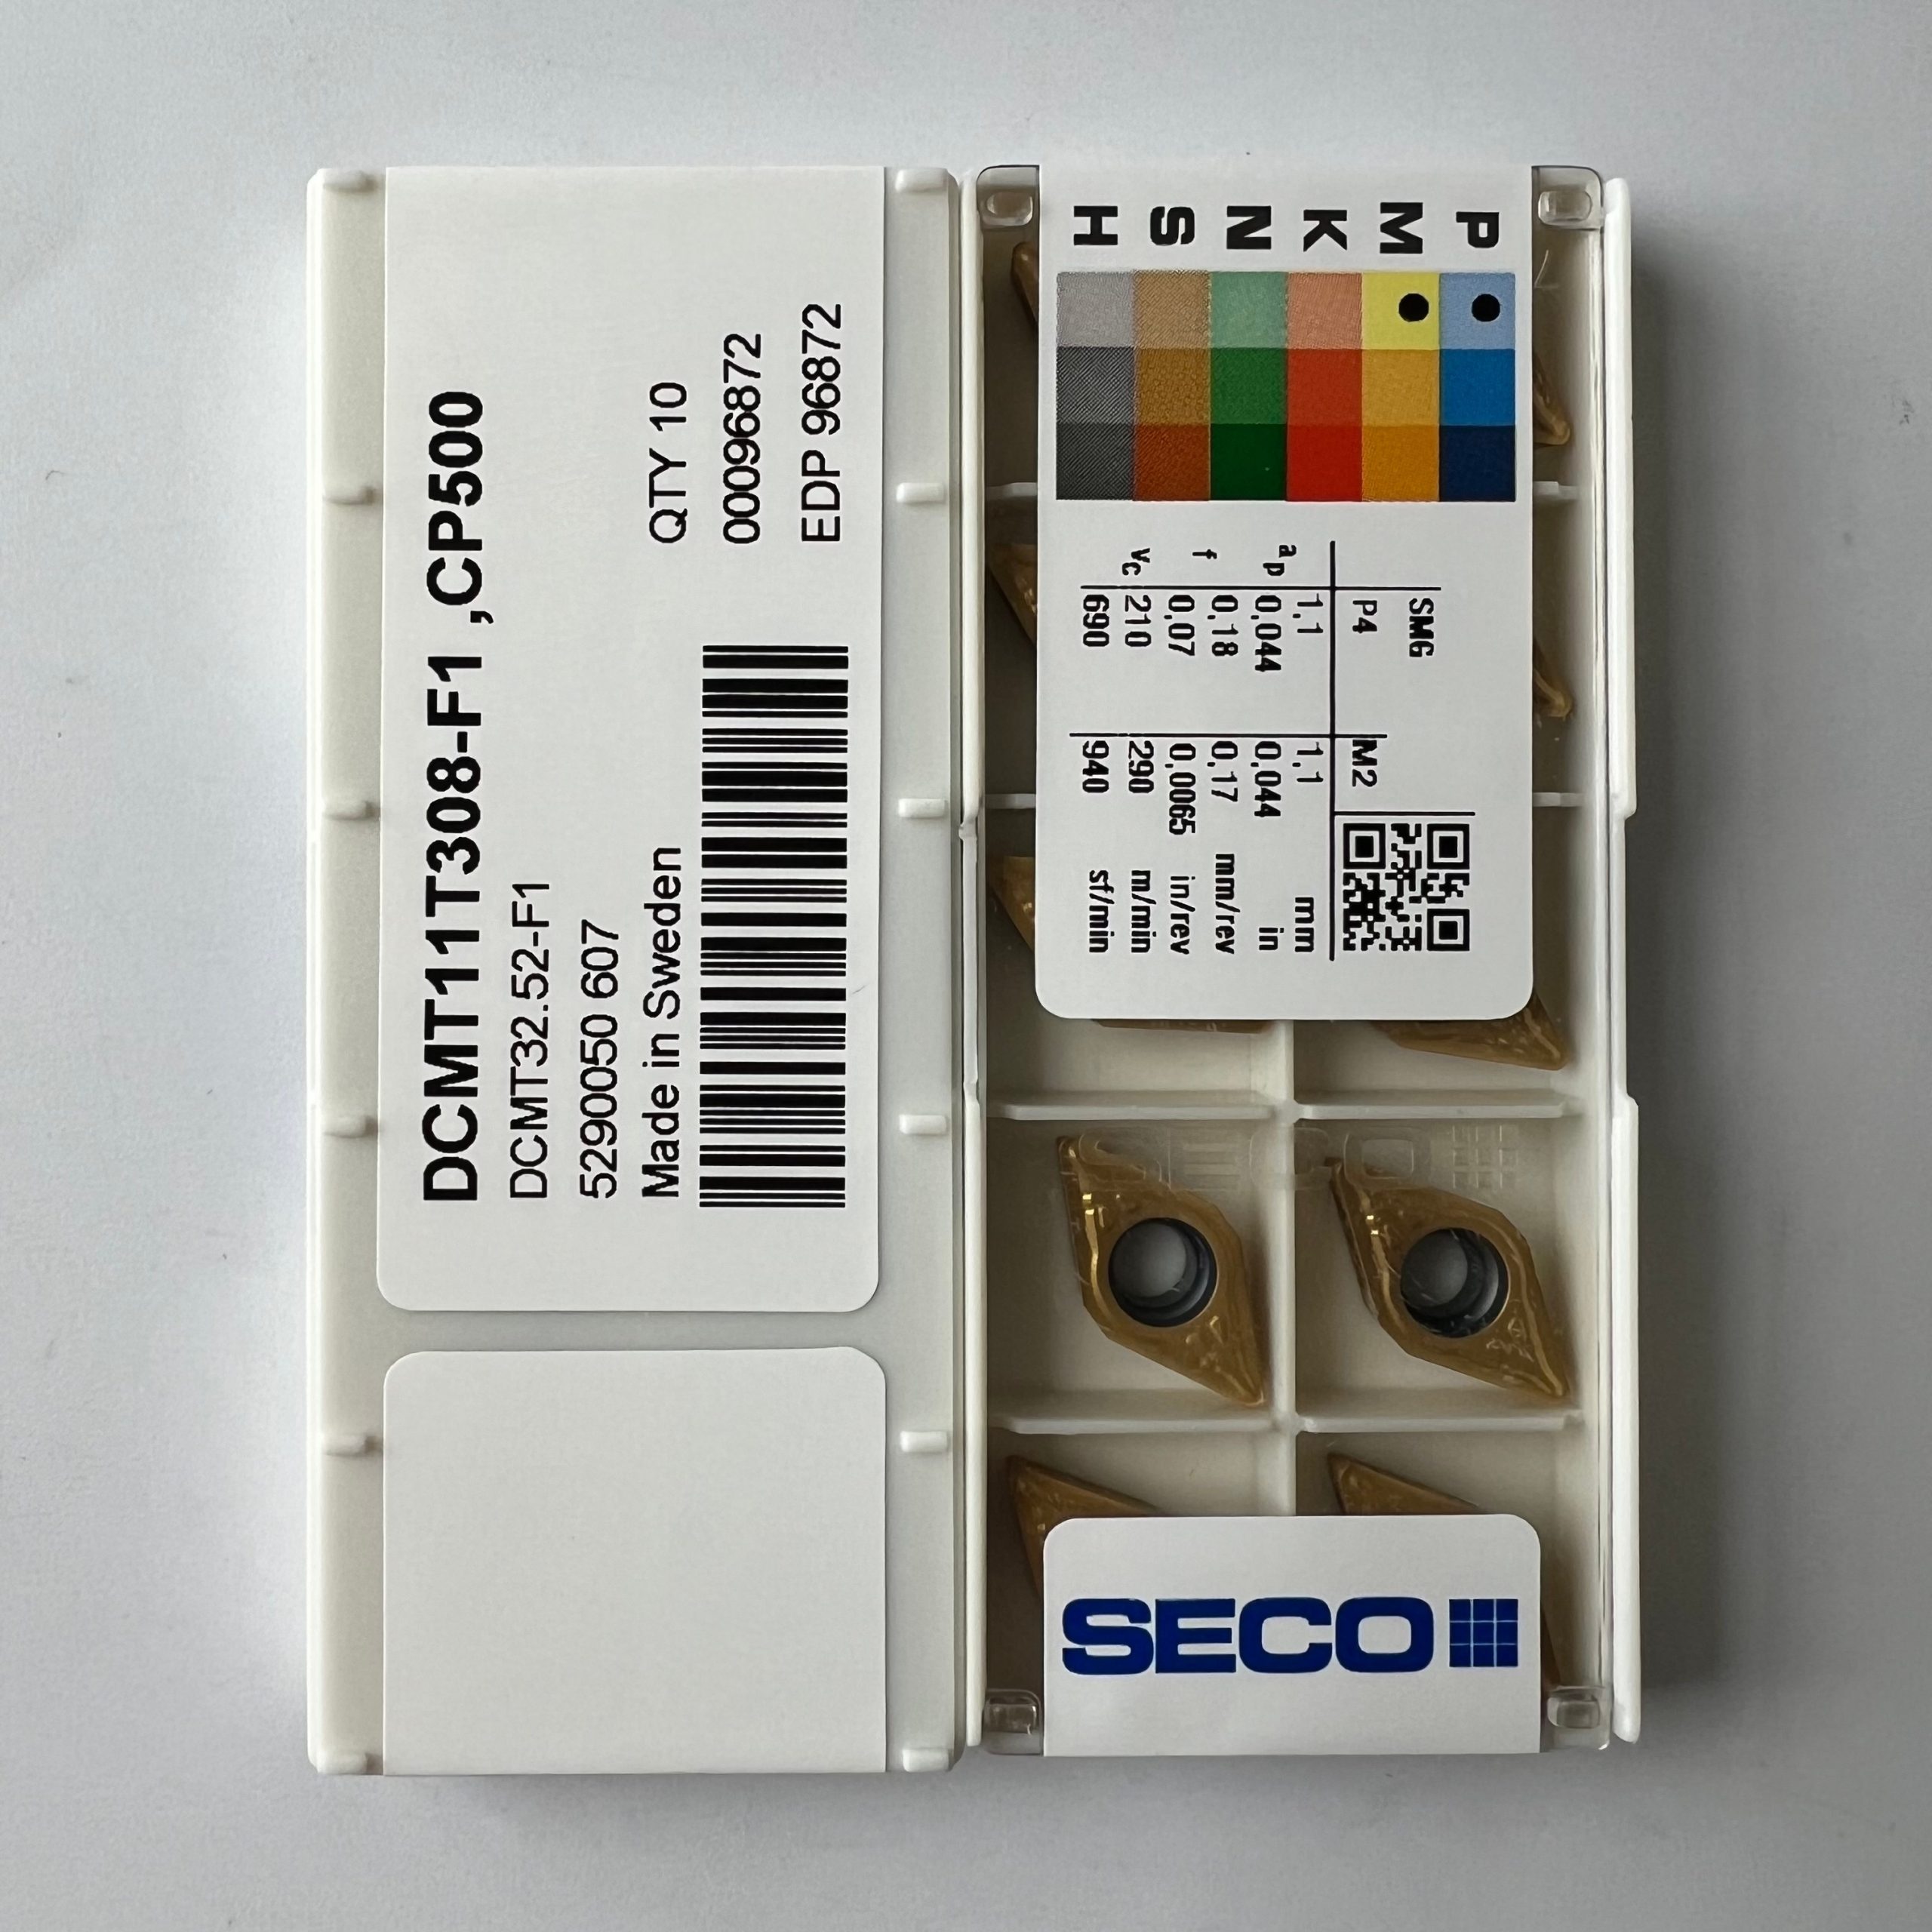 DCMT11T308-F1 ,CP500
DCMT32.52-F1
5290050 607
Made in Sweden
QTY 10
00096872
EDP 96872
P
M
K
N
S
H
SMG
P4 M2
ap 1,1 1,1 mm
0,044 0,044 in
f 0,18 0,17 mm/rev
0,07 0,0065 in/rev
vc 210 290 m/min
690 940 sf/min
SECO
SECO